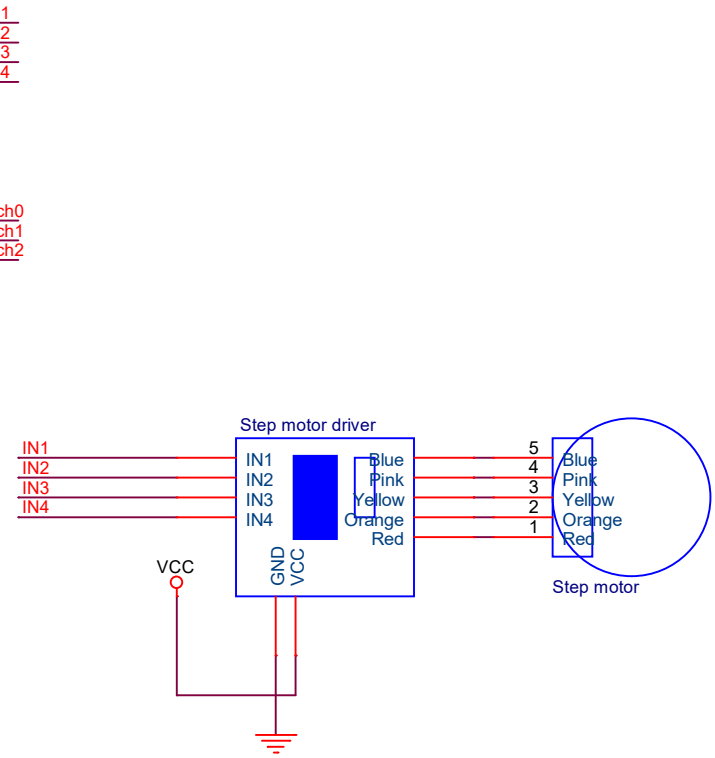 1
2
3
4
ch0
ch1
ch2
Step motor driver
IN1
IN2
IN3
IN4
IN1
IN2
IN3
IN4
Blue
Pink
Yellow
Orange
Red
GND
VCC
VCC
5
4
3
2
1
Blue
Pink
Yellow
Orange
Red
Step motor